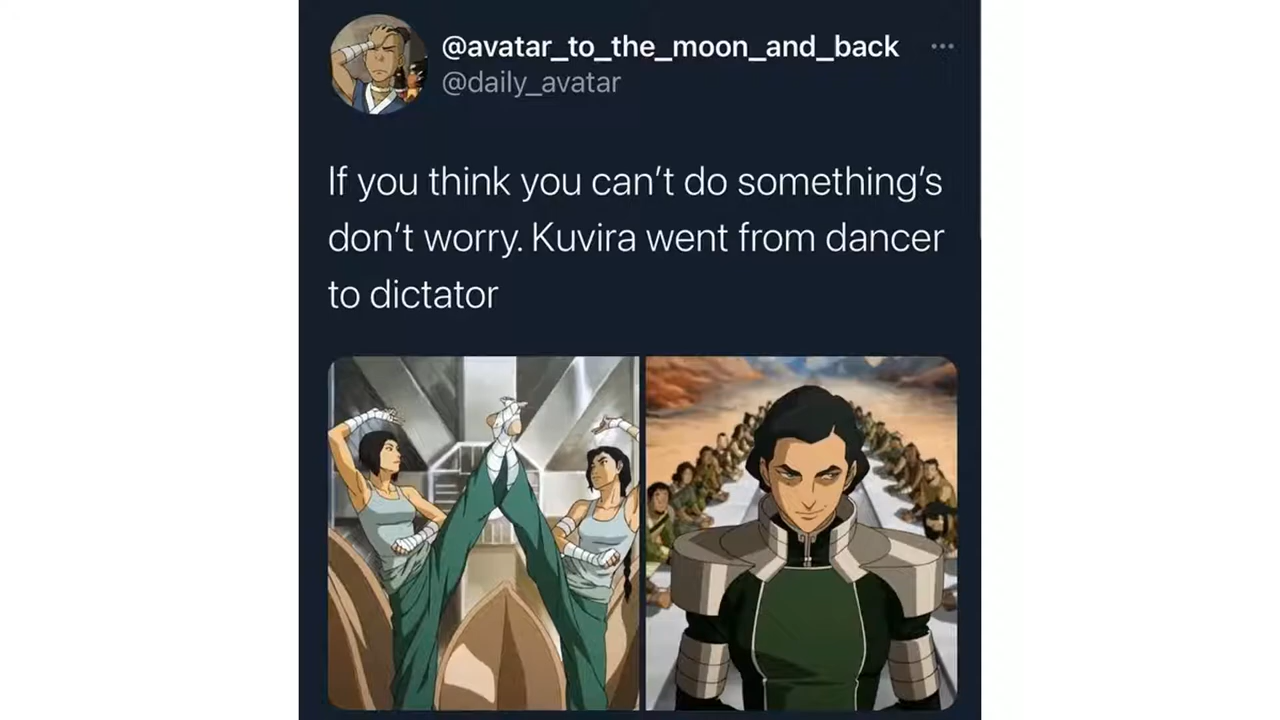 @avatar_to_the_moon_and_back
@daily_avatar
If you think you can't do something's
don't worry. Kuvira went from dancer
to dictator